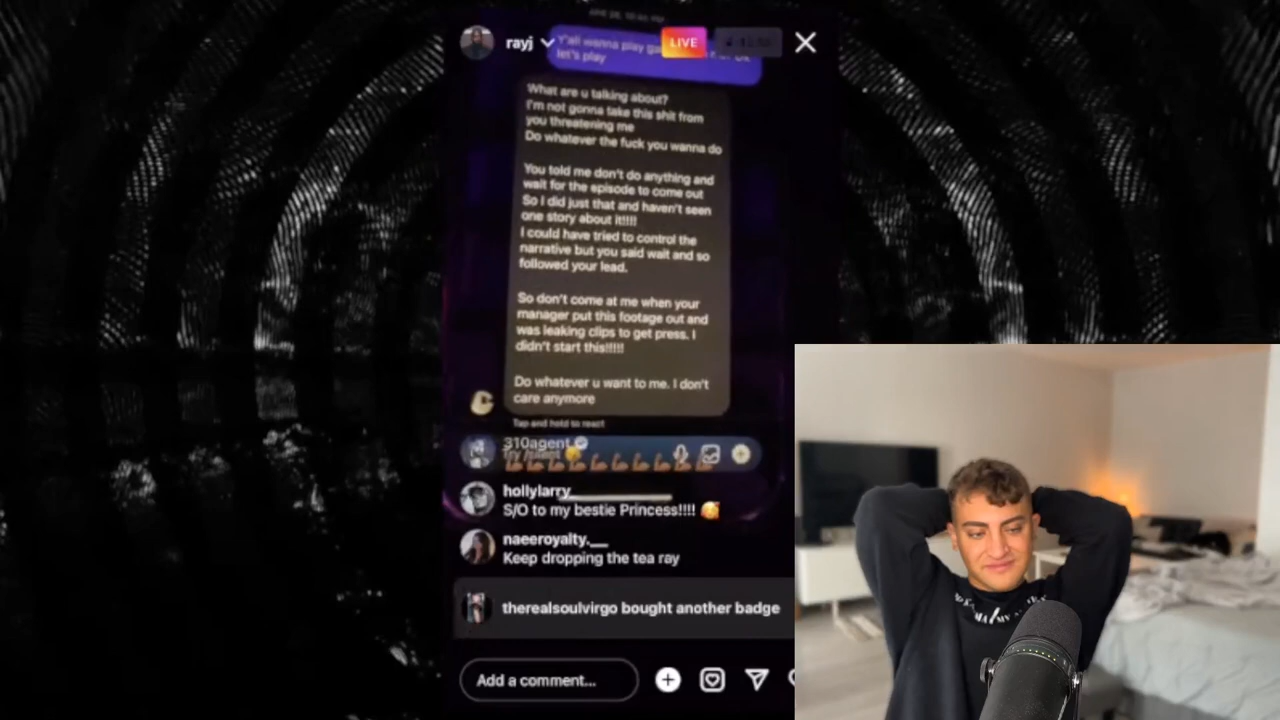 rayj
LIVE
Y'all wanna play
let's play
What are u talking about?
I'm not gonna take this shit from
you threatening me
Do whatever the fuck you wanna do
You told me don't do anything and
wait for the episode to come out
So I did just that and haven't seen
one story about it!!!!
I could have tried to control the
narrative but you said wait and so
followed your lead.
So don't come at me when your
manager put this footage out and
was leaking clips to get press. I
didn't start this!!!!!
Do whatever u want to me. I don't
care anymore
Tap and hold to react
310agent
hollylarry_
S/O to my bestie Princess!!!! 🥰
naeeroyalty.__
Keep dropping the tea ray
therealsoulvirgo bought another badge
Add a comment...